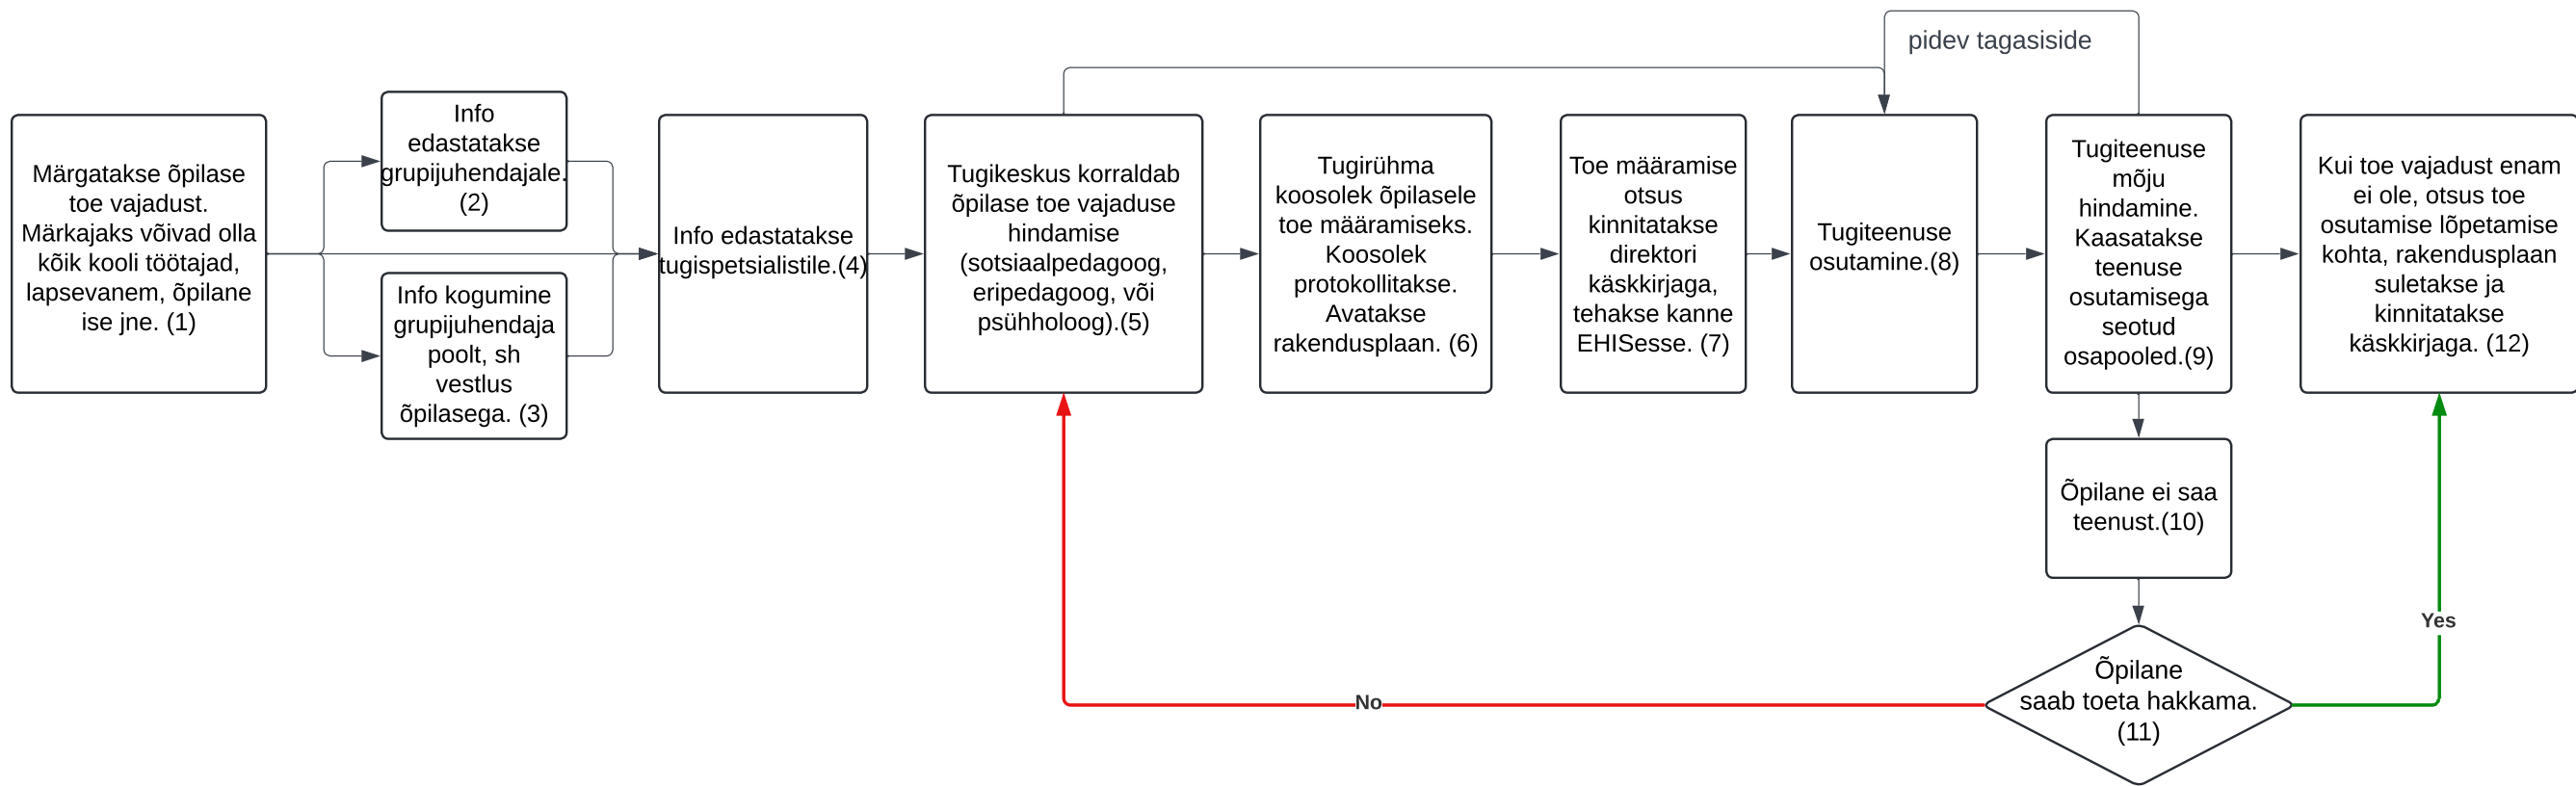 pidev tagasiside
Märgatakse õpilase
toe vajadust.
Märkajaks võivad olla
kõik kooli töötajad,
lapsevanem, õpilane
ise jne. (1)
Info
edastatakse
grupijuhendajale.
(2)
Info kogumine
grupijuhendaja
poolt, sh
vestlus
õpilasega. (3)
Info edastatakse
tugispetsialistile.(4)
Tugikeskus korraldab
õpilase toe vajaduse
hindamise
(sotsiaalpedagoog,
eripedagoog, või
psühholoog).(5)
Tugirühma
koosolek õpilasele
toe määramiseks.
Koosolek
protokollitakse.
Avatakse
rakendusplaan. (6)
Toe määramise
otsus
kinnitatakse
direktori
käskkirjaga,
tehakse kanne
EHISesse. (7)
Tugiteenuse
osutamine.(8)
Tugiteenuse
mõju
hindamine.
Kaasatakse
teenuse
osutamisega
seotud
osapooled.(9)
Kui toe vajadust enam
ei ole, otsus toe
osutamise lõpetamise
kohta, rakendusplaan
suletakse ja
kinnitatakse
käskkirjaga. (12)
Õpilane ei saa
teenust.(10)
Yes
Õpilane
saab toeta hakkama.
(11)
No